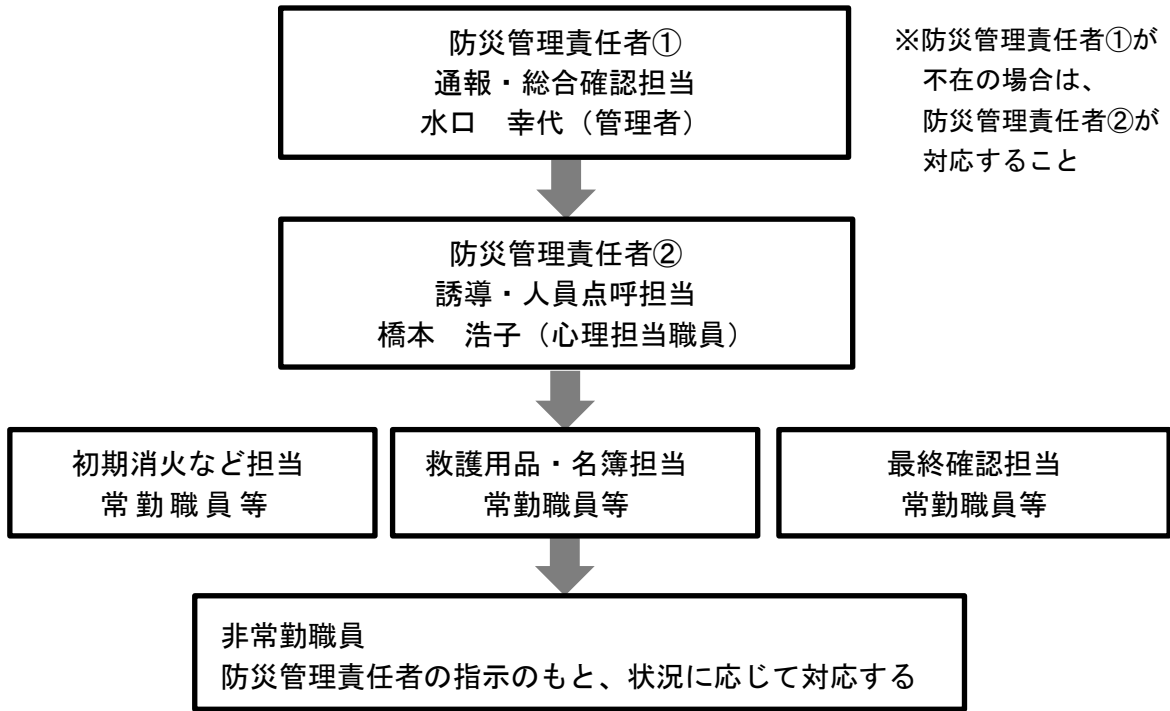 防災管理責任者①
通報・総合確認担当
水口　幸代（管理者）
※防災管理責任者①が
不在の場合は、
防災管理責任者②が
対応すること
防災管理責任者②
誘導・人員点呼担当
橋本　浩子（心理担当職員）
初期消火など担当
常勤職員等
救護用品・名簿担当
常勤職員等
最終確認担当
常勤職員等
非常勤職員
防災管理責任者の指示のもと、状況に応じて対応する